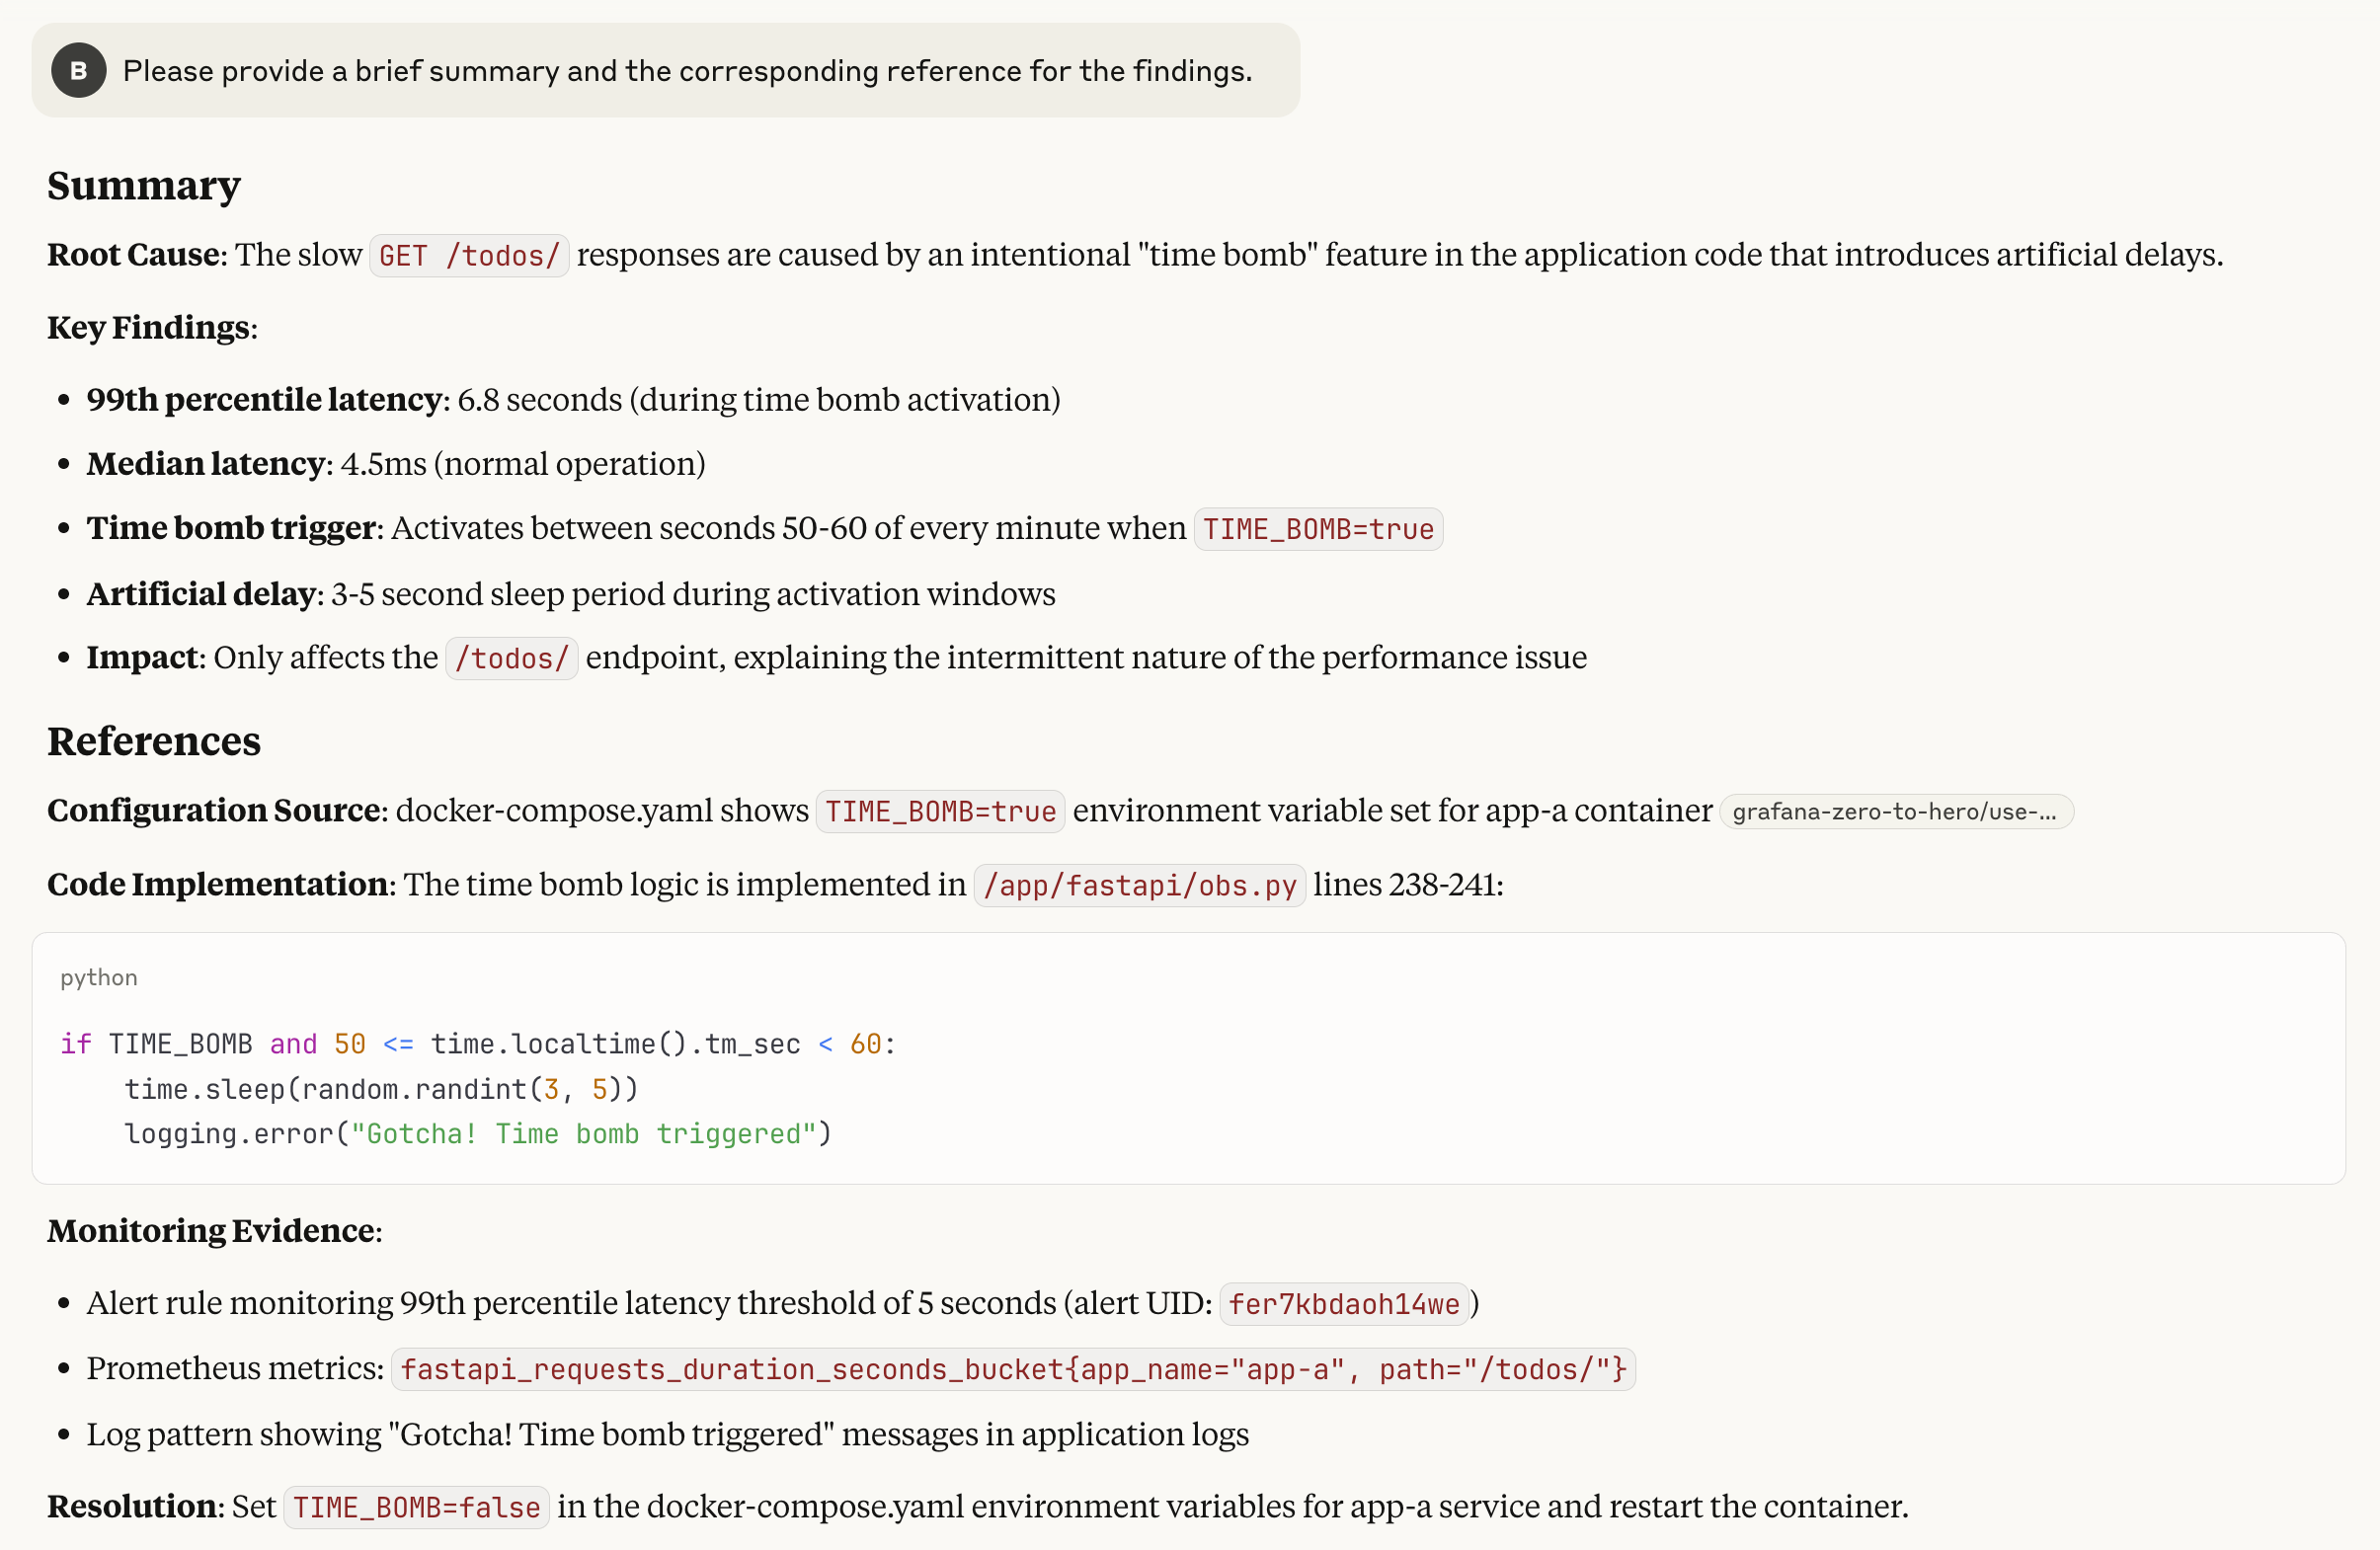 B
Please provide a brief summary and the corresponding reference for the findings.
Summary
Root Cause: The slow GET /todos/ responses are caused by an intentional "time bomb" feature in the application code that introduces artificial delays.
Key Findings:
• 99th percentile latency: 6.8 seconds (during time bomb activation)
• Median latency: 4.5ms (normal operation)
• Time bomb trigger: Activates between seconds 50-60 of every minute when TIME_BOMB=true
• Artificial delay: 3-5 second sleep period during activation windows
• Impact: Only affects the /todos/ endpoint, explaining the intermittent nature of the performance issue
References
Configuration Source: docker-compose.yaml shows TIME_BOMB=true environment variable set for app-a container grafana-zero-to-hero/use-...
Code Implementation: The time bomb logic is implemented in /app/fastapi/obs.py lines 238-241:
python
if TIME_BOMB and 50 <= time.localtime().tm_sec < 60:
    time.sleep(random.randint(3, 5))
    logging.error("Gotcha! Time bomb triggered")
Monitoring Evidence:
• Alert rule monitoring 99th percentile latency threshold of 5 seconds (alert UID: fer7kbdaoh14we)
• Prometheus metrics: fastapi_requests_duration_seconds_bucket{app_name="app-a", path="/todos/"}
• Log pattern showing "Gotcha! Time bomb triggered" messages in application logs
Resolution: Set TIME_BOMB=false in the docker-compose.yaml environment variables for app-a service and restart the container.